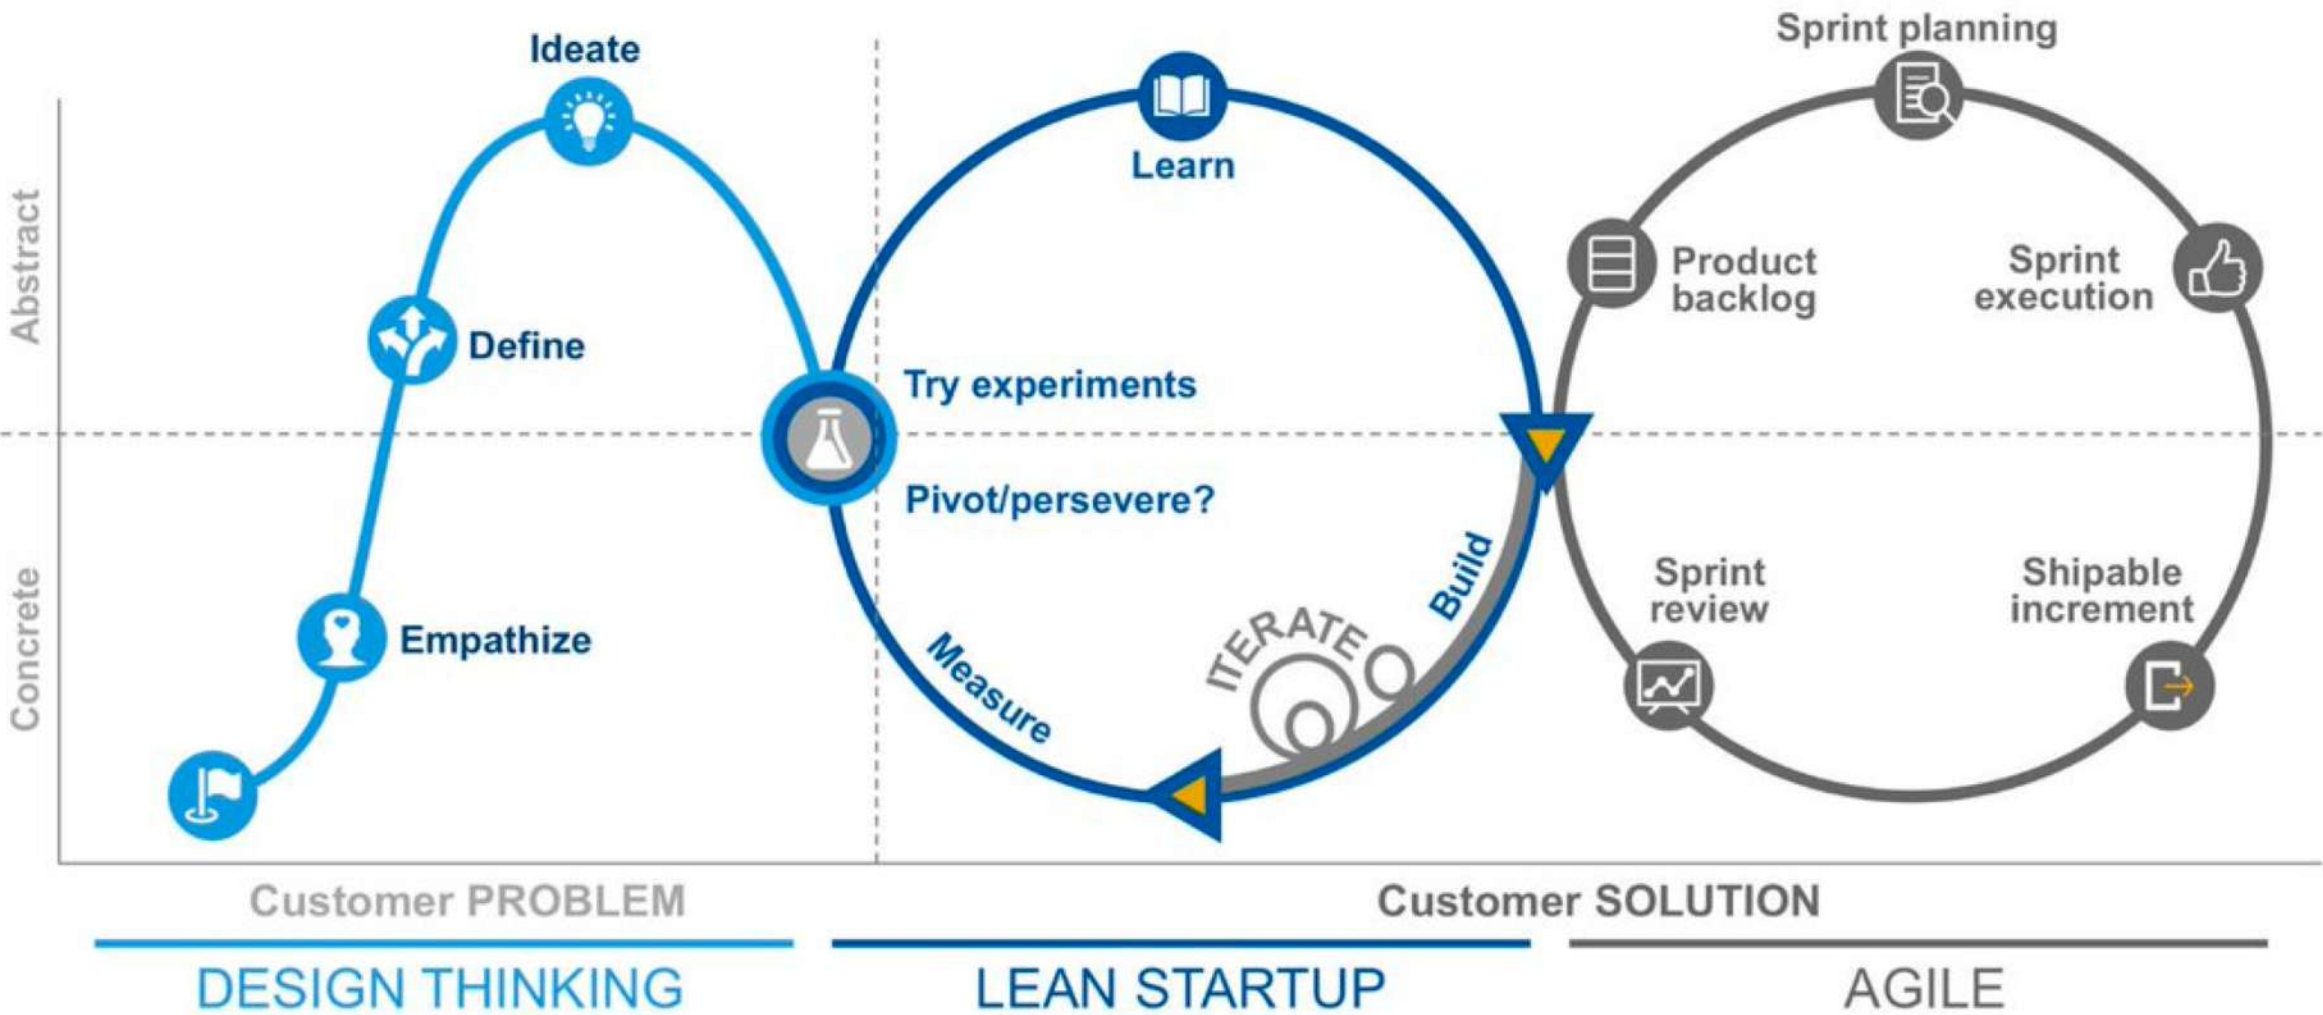 Ideate
Define
Empathize
Abstract
Concrete
Learn
Try experiments
Pivot/persevere?
Measure
ITERATE
Build
Sprint planning
Product
backlog
Sprint
execution
Sprint
review
Shipable
increment
Customer PROBLEM
Customer SOLUTION
DESIGN THINKING
LEAN STARTUP
AGILE